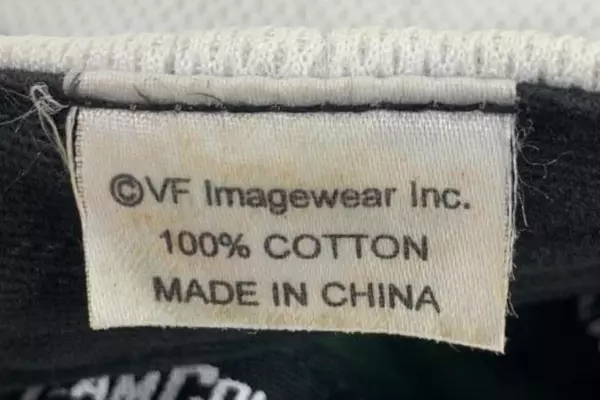 ©VF Imagewear Inc.
100% COTTON
MADE IN CHINA